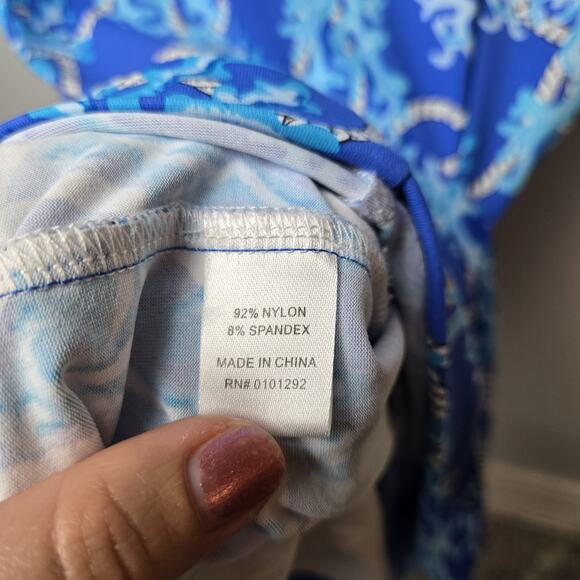 92% NYLON
8% SPANDEX
MADE IN CHINA
RN# 0101292